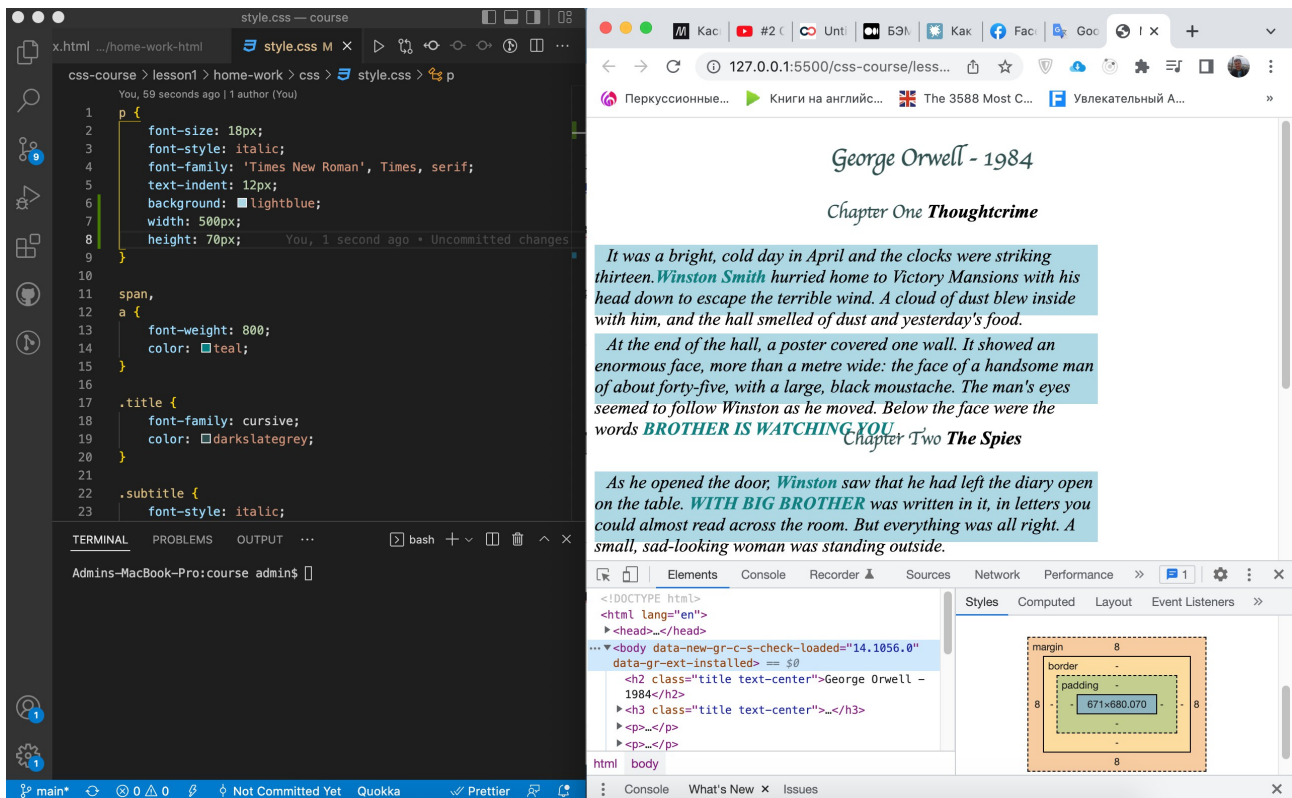 style.css — course
x.html .../home-work-html
style.css M
css-course > lesson1 > home-work > css > style.css > p
You, 59 seconds ago | 1 author (You)
1 p {
2 font-size: 18px;
3 font-style: italic;
4 font-family: 'Times New Roman', Times, serif;
5 text-indent: 12px;
6 background: lightblue;
7 width: 500px;
8 height: 70px; You, 1 second ago • Uncommitted changes
9 }
10
11 span,
12 a {
13 font-weight: 800;
14 color: teal;
15 }
16
17 .title {
18 font-family: cursive;
19 color: darkslategrey;
20 }
21
22 .subtitle {
23 font-style: italic;
9
1
1
TERMINAL PROBLEMS OUTPUT ... bash
Admins-MacBook-Pro:course admin$
main* 0 0 Not Committed Yet Quokka Prettier
Кас #2 ( Unti БЭМ Как Fac Goo
127.0.0.1:5500/css-course/less...
Перкуссионные... Книги на английс... The 3588 Most C... Увлекательный А... »
George Orwell - 1984
Chapter One Thoughtcrime
It was a bright, cold day in April and the clocks were striking
thirteen.Winston Smith hurried home to Victory Mansions with his
head down to escape the terrible wind. A cloud of dust blew inside
with him, and the hall smelled of dust and yesterday's food.
At the end of the hall, a poster covered one wall. It showed an
enormous face, more than a metre wide: the face of a handsome man
of about forty-five, with a large, black moustache. The man's eyes
seemed to follow Winston as he moved. Below the face were the
words BROTHER IS WATCHING YOU
Chapter Two The Spies
As he opened the door, Winston saw that he had left the diary open
on the table. WITH BIG BROTHER was written in it, in letters you
could almost read across the room. But everything was all right. A
small, sad-looking woman was standing outside.
Elements Console Recorder Sources Network Performance » 1
<!DOCTYPE html>
<html lang="en">
<head>…</head>
<body data-new-gr-c-s-check-loaded="14.1056.0"
data-gr-ext-installed> == $0
<h2 class="title text-center">George Orwell –
1984</h2>
<h3 class="title text-center">…</h3>
<p>…</p>
<p>…</p>
html body
Styles Computed Layout Event Listeners »
margin 8
border -
padding -
8 - - 671×680.070 - - 8
-
-
8
Console What's New × Issues